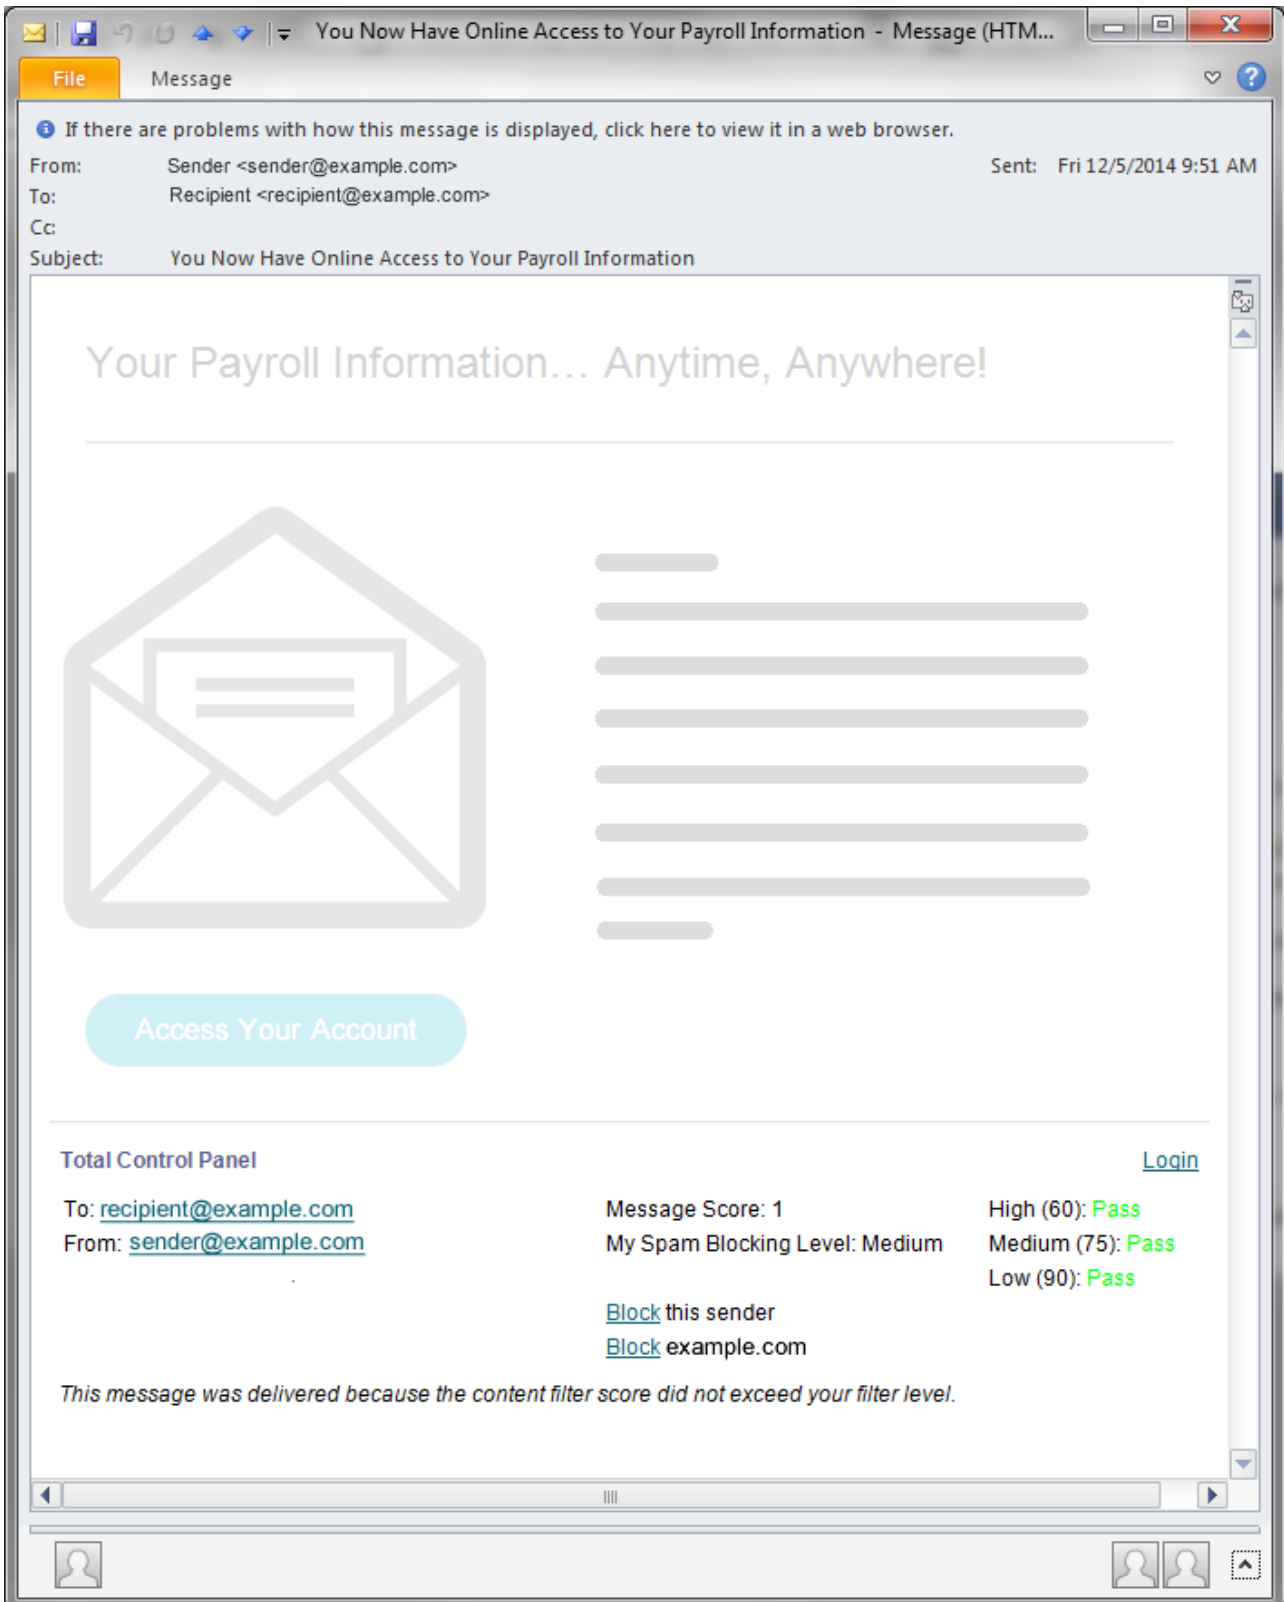 You Now Have Online Access to Your Payroll Information - Message (HTM...
File Message
If there are problems with how this message is displayed, click here to view it in a web browser.
From: Sender <sender@example.com> Sent: Fri 12/5/2014 9:51 AM
To: Recipient <recipient@example.com>
Cc:
Subject: You Now Have Online Access to Your Payroll Information
Your Payroll Information... Anytime, Anywhere!
Access Your Account
Total Control Panel Login
To: recipient@example.com Message Score: 1 High (60): Pass
From: sender@example.com My Spam Blocking Level: Medium Medium (75): Pass
Low (90): Pass
Block this sender
Block example.com
This message was delivered because the content filter score did not exceed your filter level.